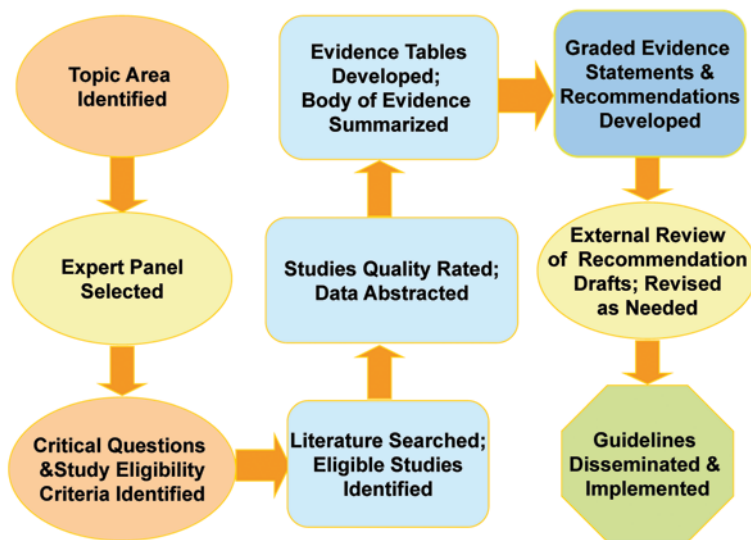 Topic Area
Identified
Expert Panel
Selected
Critical Questions
&Study Eligibility
Criteria Identified
Literature Searched;
Eligible Studies
Identified
Studies Quality Rated;
Data Abstracted
Evidence Tables
Developed;
Body of Evidence
Summarized
Graded Evidence
Statements &
Recommendations
Developed
External Review
of Recommendation
Drafts; Revised
as Needed
Guidelines
Disseminated &
Implemented